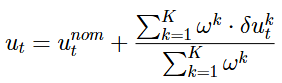 $u_t = u_t^{nom} + \frac{\sum_{k=1}^{K} \omega^k \cdot \delta u_t^k}{\sum_{k=1}^{K} \omega^k}$